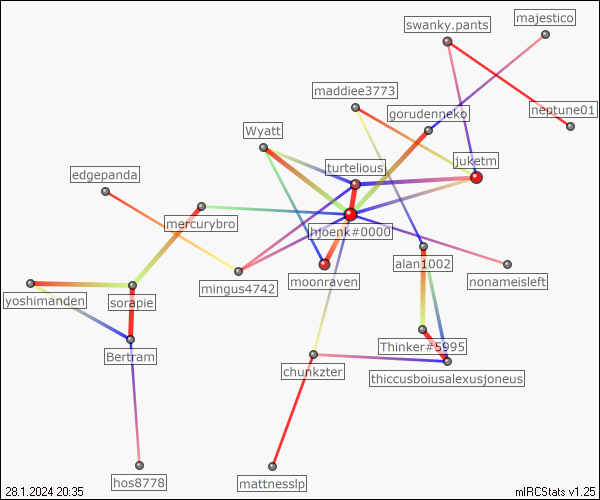 swanky.pants
majestico
maddiee3773
gorudenneko
neptune01
Wyatt
turtelious
juketm
edgepanda
mercurybro
hjoenk#0000
alan1002
mingus4742
moonraven
nonameisleft
yoshimanden
sorapie
Bertram
Thinker#5995
chunkzter
thiccusboiusalexusjoneus
hos8778
mattnesslp
28.1.2024 20:35
mIRCStats v1.25